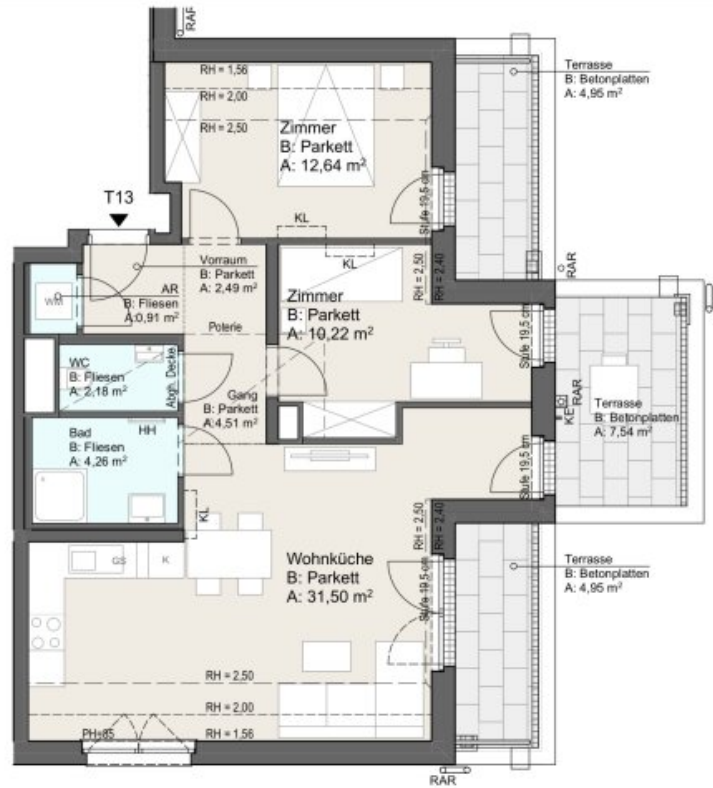 RAR
Terrasse
B: Betonplatten
A: 4,95 m²
RH = 1,56
RH = 2,00
RH = 2,50
Zimmer
B: Parkett
A: 12,64 m²
Stufe 19,5 cm
T13
KL
KL
Vorraum
B: Parkett
A: 2,49 m²
RAR
AR
B: Fliesen
A:0,91 m²
WM
Zimmer
B: Parkett
A: 10,22 m²
RH = 2,50
RH = 2,40
Poterie
Stufe 19,5 cm
WC
B: Fliesen
A: 2,18 m²
Abgh. Decke
Gang
B: Parkett
A:4,51 m²
KE
RAR
Terrasse
B: Betonplatten
A: 7,54 m²
Bad
B: Fliesen
A: 4,26 m²
HH
Stufe 19,5 cm
KL
RH = 2,50
RH = 2,40
GS
K
Wohnküche
B: Parkett
A: 31,50 m²
Stufe 19,5 cm
Terrasse
B: Betonplatten
A: 4,95 m²
RH = 2,50
RH = 2,00
PH=85
RH = 1,56
RAR